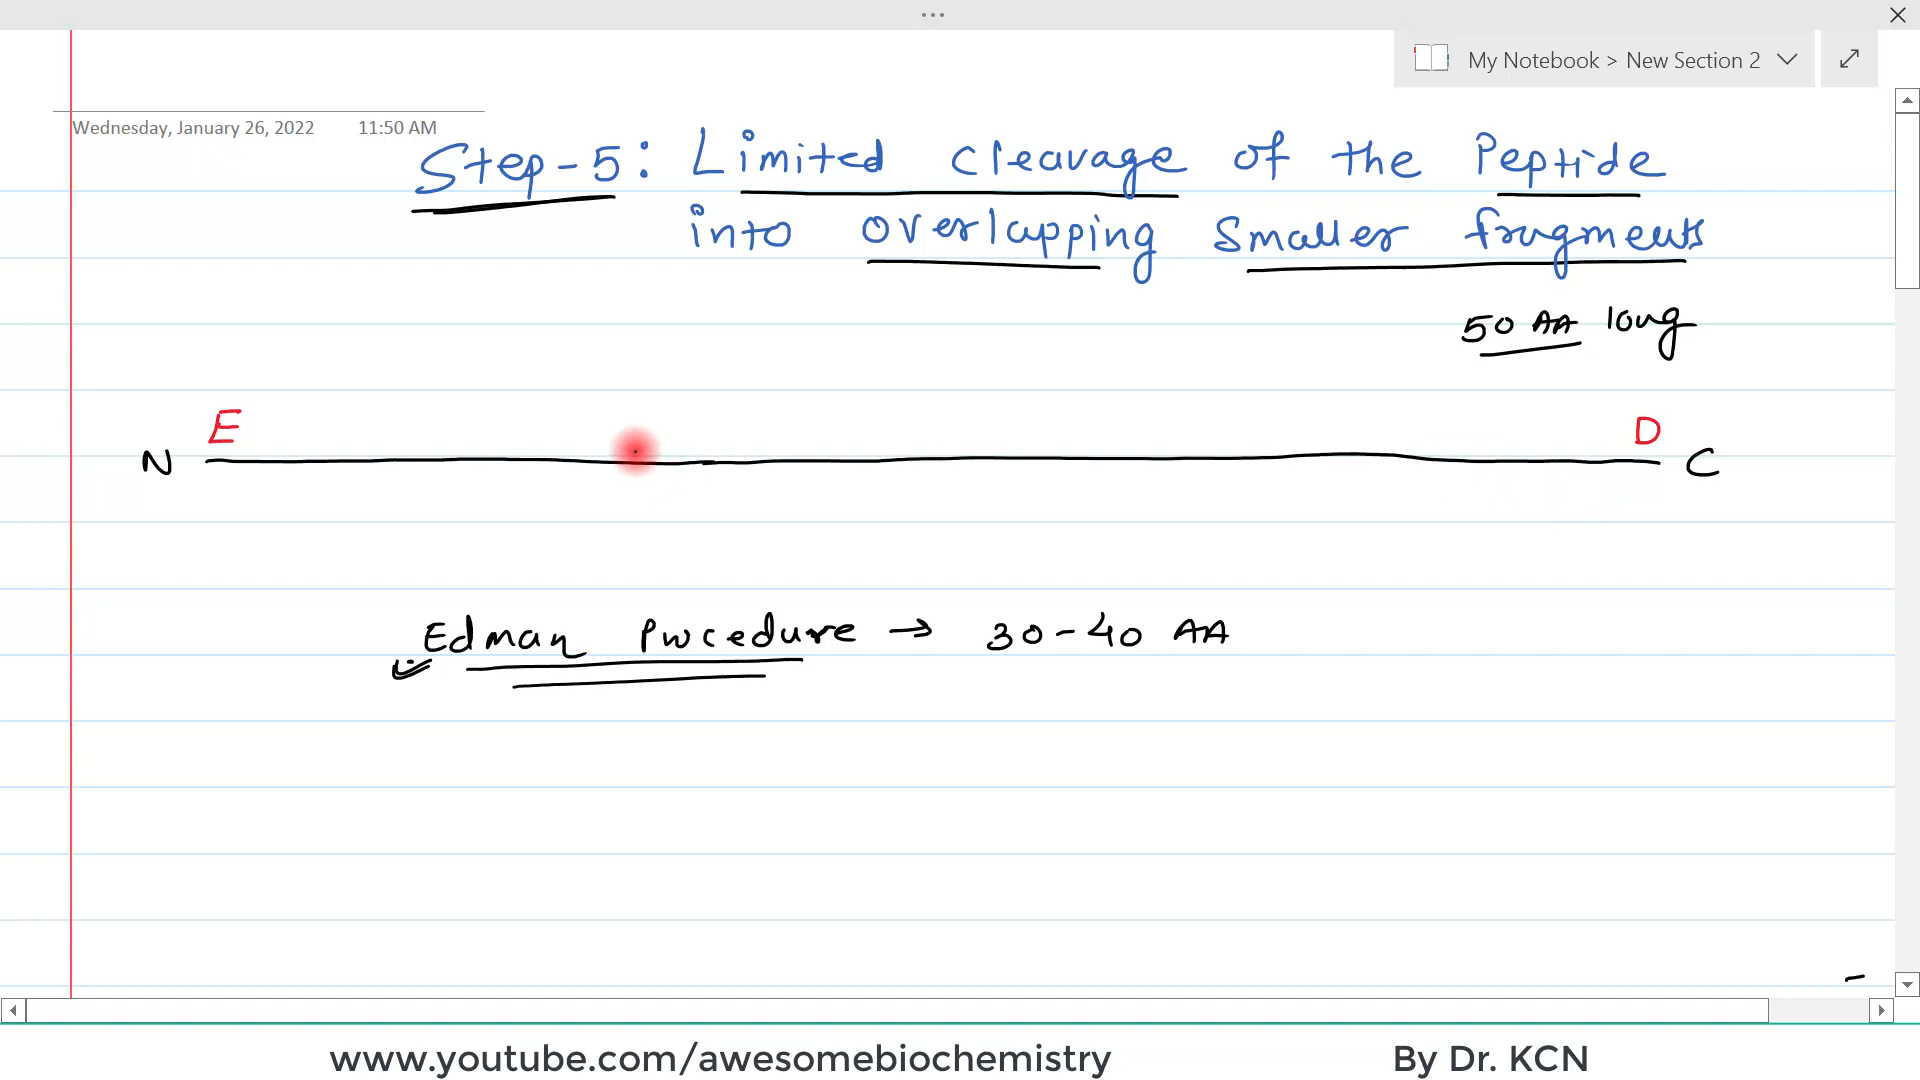 My Notebook > New Section 2
Wednesday, January 26, 2022 11:50 AM
Step-5: Limited cleavage of the Peptide
into overlapping smaller fragments
50 AA long
E D
N C
Edman Procedure → 30-40 AA
www.youtube.com/awesomebiochemistry By Dr. KCN